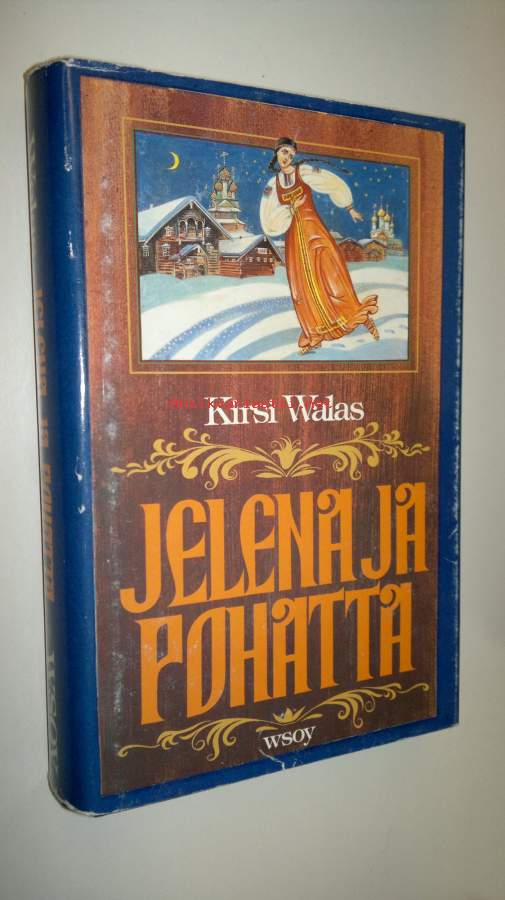 Kirsi Walas
JELENA JA
POHATTA
wsoy